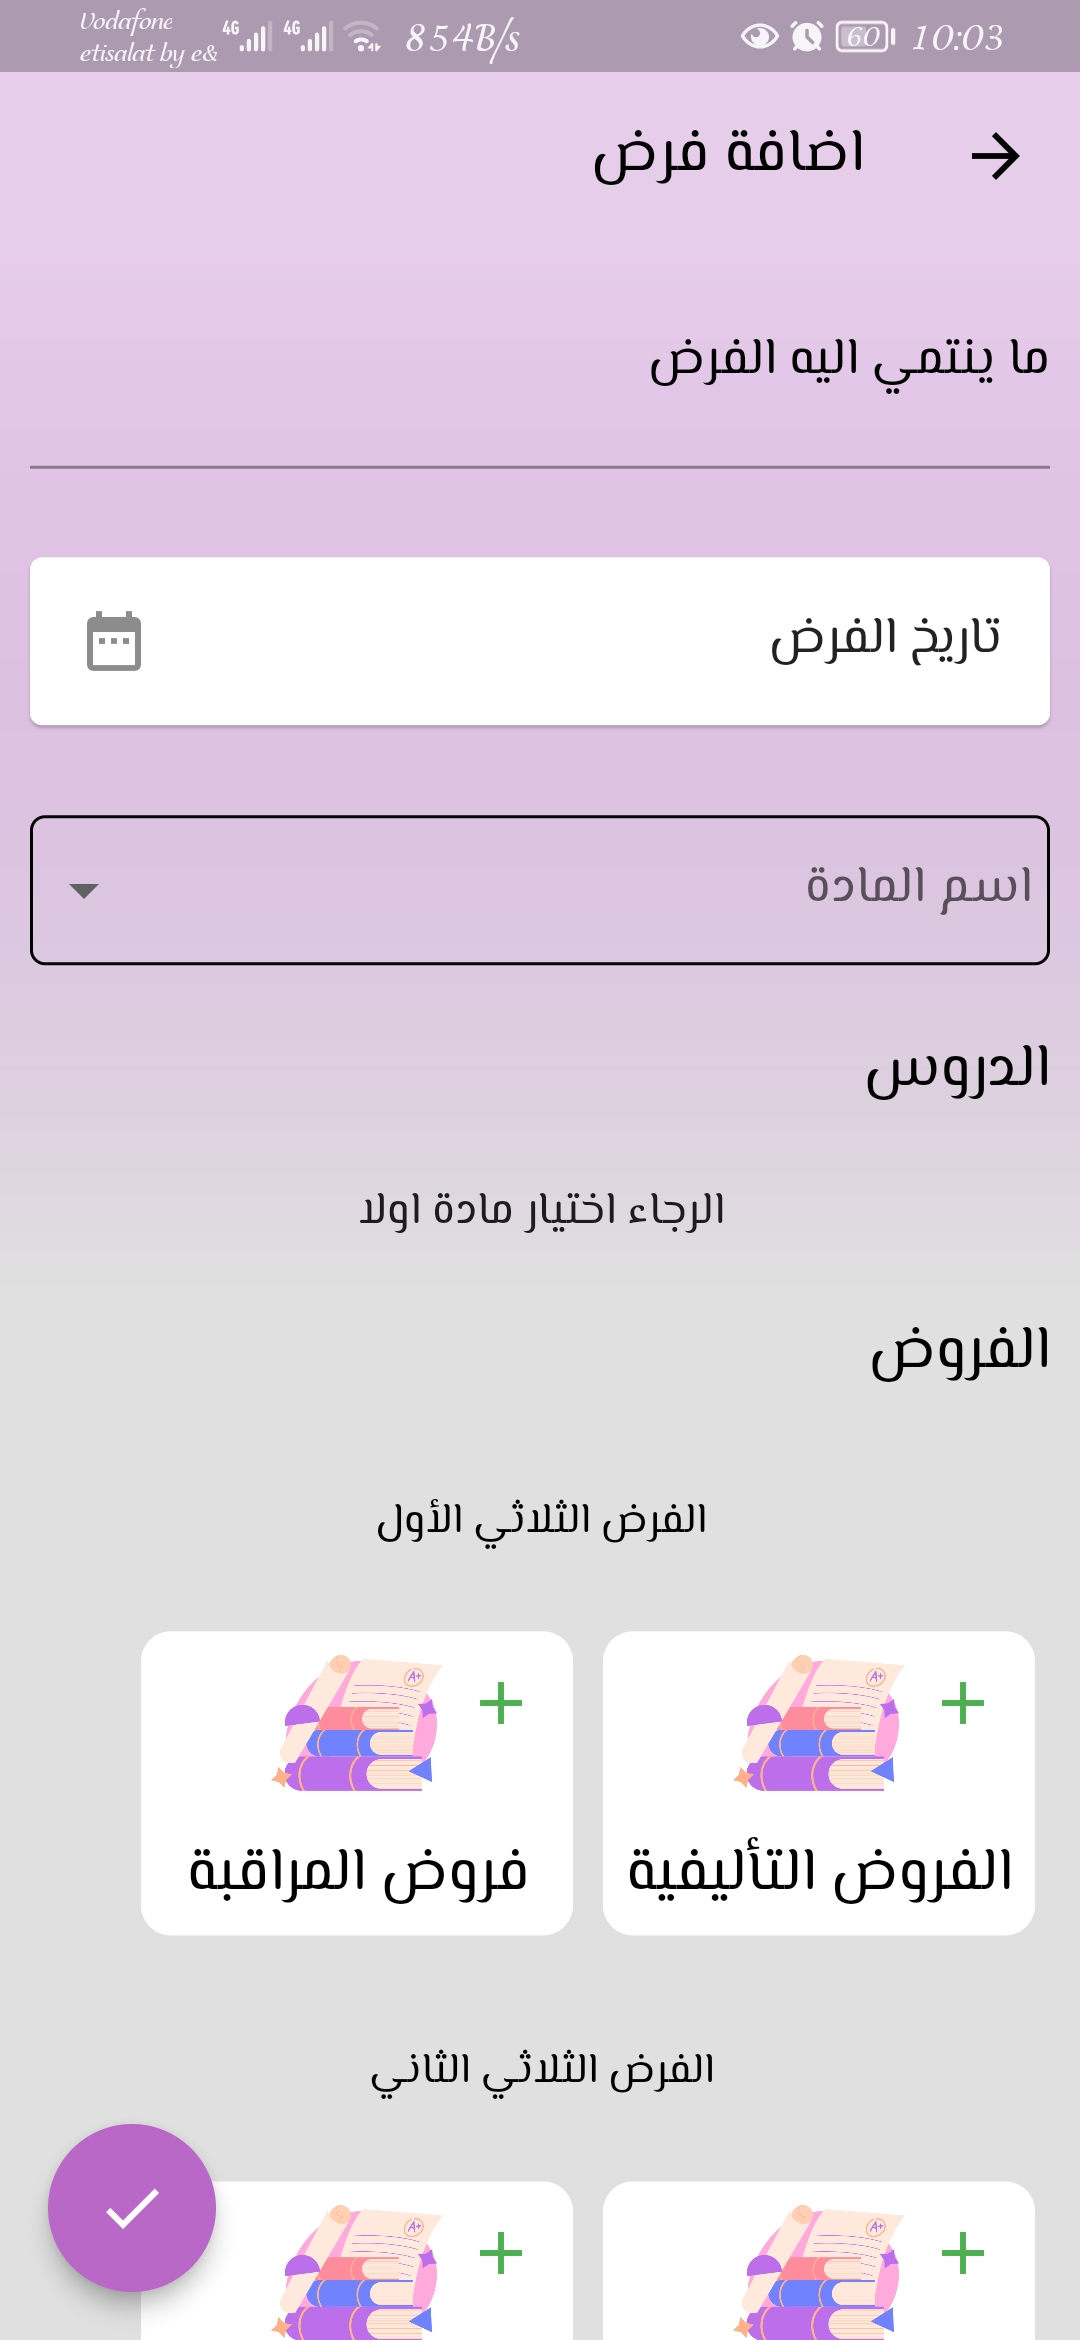 Vodafone
etisalat by e&
4G 4G 854B/s 60 10:03
اضافة فرض
ما ينتمي اليه الفرض
تاريخ الفرض
اسم المادة
الدروس
الرجاء اختيار مادة اولا
الفروض
الفرض الثلاثي الأول
A+ A+
الفروض التأليفية فروض المراقبة
الفرض الثلاثي الثاني
A+ A+